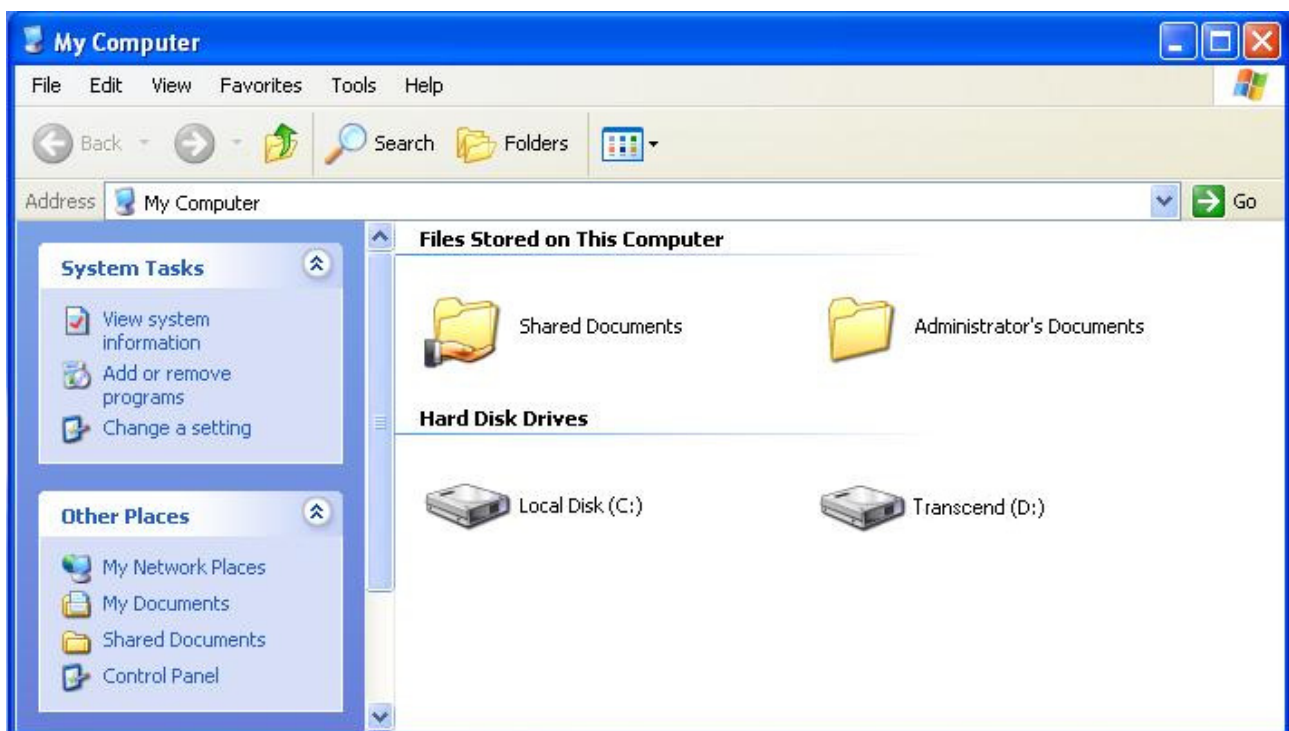 My Computer
File Edit View Favorites Tools Help
Back Search Folders
Address My Computer Go
System Tasks
View system
information
Add or remove
programs
Change a setting
Other Places
My Network Places
My Documents
Shared Documents
Control Panel
Files Stored on This Computer
Shared Documents Administrator's Documents
Hard Disk Drives
Local Disk (C:) Transcend (D:)